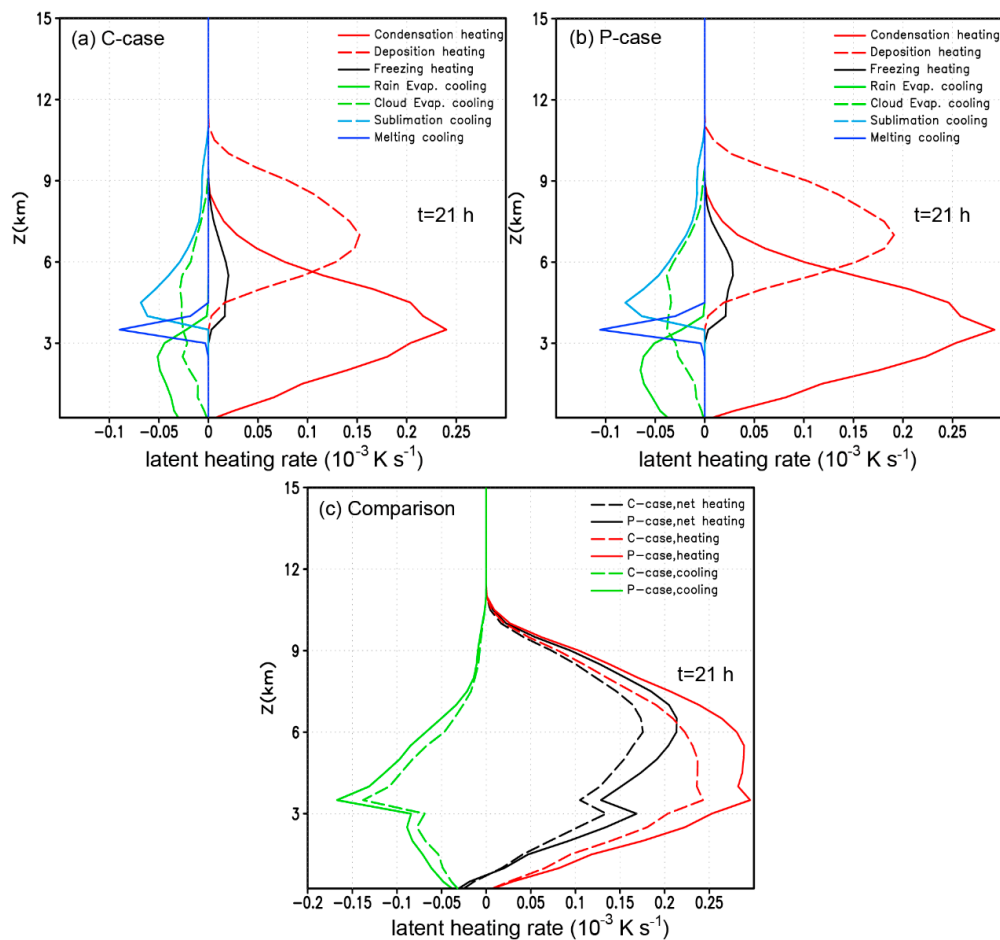 (a) C-case
Condensation heating
Deposition heating
Freezing heating
Rain Evap. cooling
Cloud Evap. cooling
Sublimation cooling
Melting cooling
t=21 h
Z(km)
15
12
9
6
3
−0.1 −0.05 0 0.05 0.1 0.15 0.2 0.25
latent heating rate (10⁻³ K s⁻¹)
(b) P-case
Condensation heating
Deposition heating
Freezing heating
Rain Evap. cooling
Cloud Evap. cooling
Sublimation cooling
Melting cooling
t=21 h
Z(km)
15
12
9
6
3
−0.1 −0.05 0 0.05 0.1 0.15 0.2 0.25
latent heating rate (10⁻³ K s⁻¹)
(c) Comparison
C−case,net heating
P−case,net heating
C−case,heating
P−case,heating
C−case,cooling
P−case,cooling
t=21 h
Z(km)
15
12
9
6
3
−0.2 −0.15 −0.1 −0.05 0 0.05 0.1 0.15 0.2 0.25
latent heating rate (10⁻³ K s⁻¹)